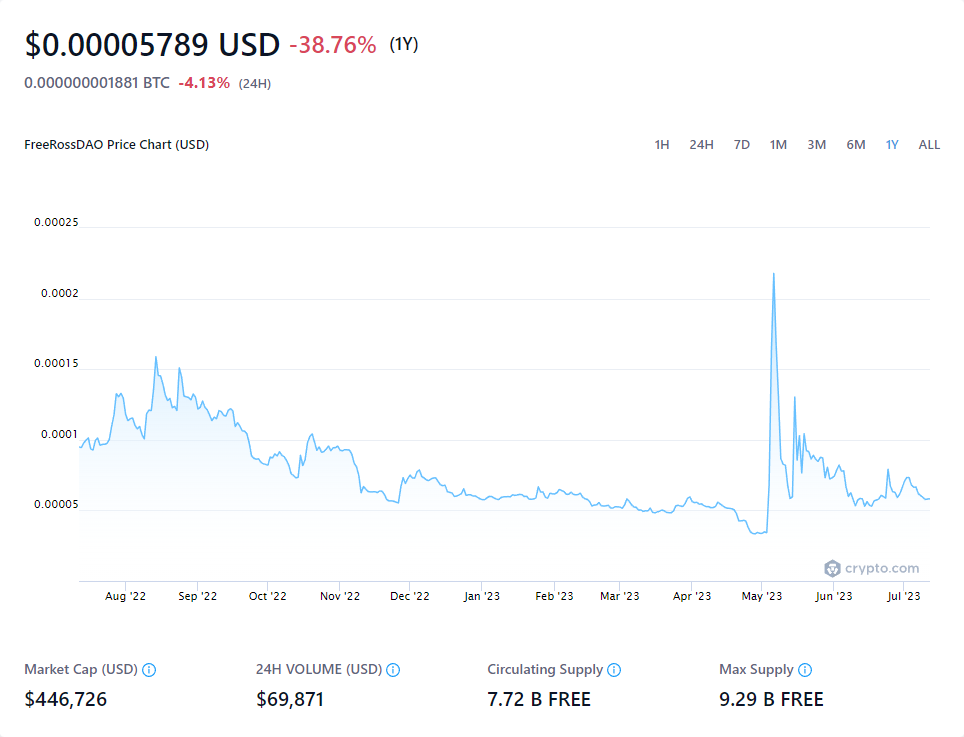 $0.00005789 USD -38.76% (1Y)
0.000000001881 BTC -4.13% (24H)
FreeRossDAO Price Chart (USD) 1H 24H 7D 1M 3M 6M 1Y ALL
0.00025
0.0002
0.00015
0.0001
0.00005
crypto.com
Aug '22 Sep '22 Oct '22 Nov '22 Dec '22 Jan '23 Feb '23 Mar '23 Apr '23 May '23 Jun '23 Jul '23
Market Cap (USD) 24H VOLUME (USD) Circulating Supply Max Supply
$446,726 $69,871 7.72 B FREE 9.29 B FREE